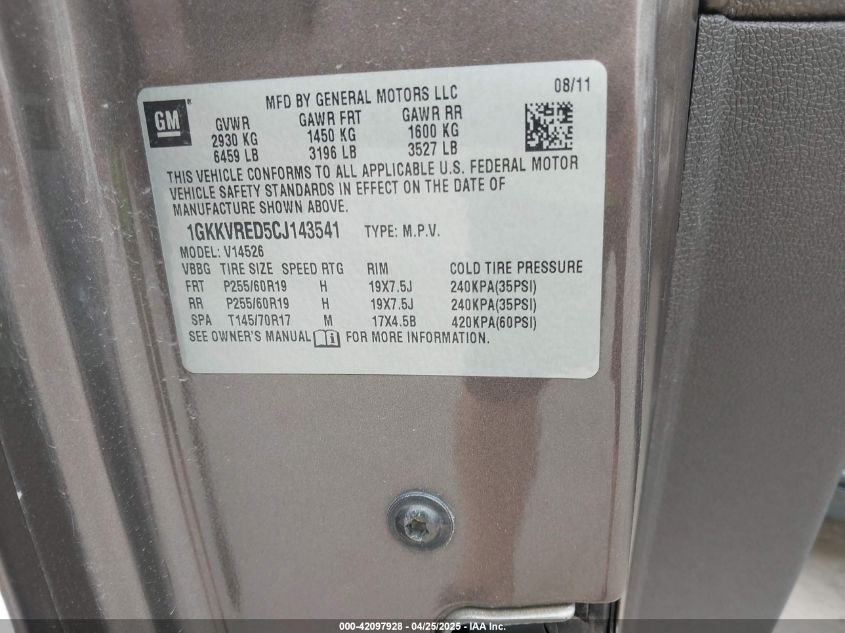 GM ®
MFD BY GENERAL MOTORS LLC 08/11
GVWR GAWR FRT GAWR RR
2930 KG 1450 KG 1600 KG
6459 LB 3196 LB 3527 LB
THIS VEHICLE CONFORMS TO ALL APPLICABLE U.S. FEDERAL MOTOR
VEHICLE SAFETY STANDARDS IN EFFECT ON THE DATE OF
MANUFACTURE SHOWN ABOVE.
1GKKVRED5CJ143541 TYPE: M.P.V.
MODEL: V14526
VBBG TIRE SIZE SPEED RTG RIM COLD TIRE PRESSURE
FRT P255/60R19 H 19X7.5J 240KPA(35PSI)
RR P255/60R19 H 19X7.5J 240KPA(35PSI)
SPA T145/70R17 M 17X4.5B 420KPA(60PSI)
SEE OWNER'S MANUAL FOR MORE INFORMATION.
000-42097928 - 04/25/2025 - IAA Inc.